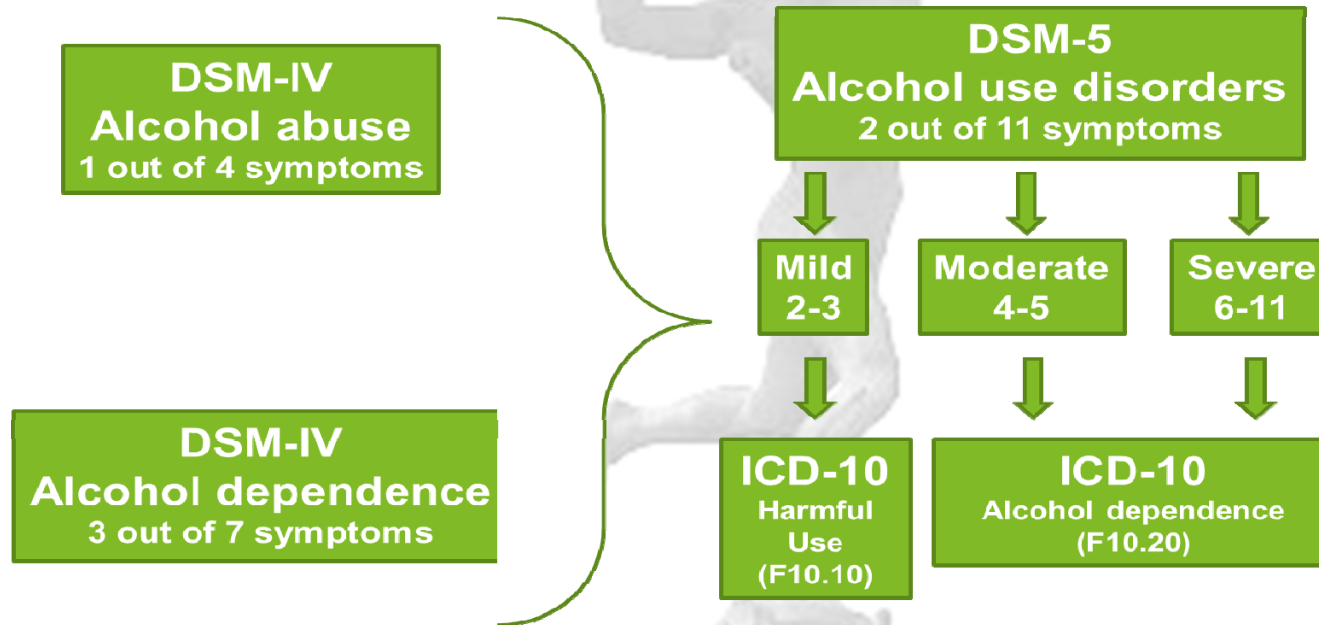 DSM-IV
Alcohol abuse
1 out of 4 symptoms
DSM-IV
Alcohol dependence
3 out of 7 symptoms
DSM-5
Alcohol use disorders
2 out of 11 symptoms
Mild
2-3
Moderate
4-5
Severe
6-11
ICD-10
Harmful
Use
(F10.10)
ICD-10
Alcohol dependence
(F10.20)